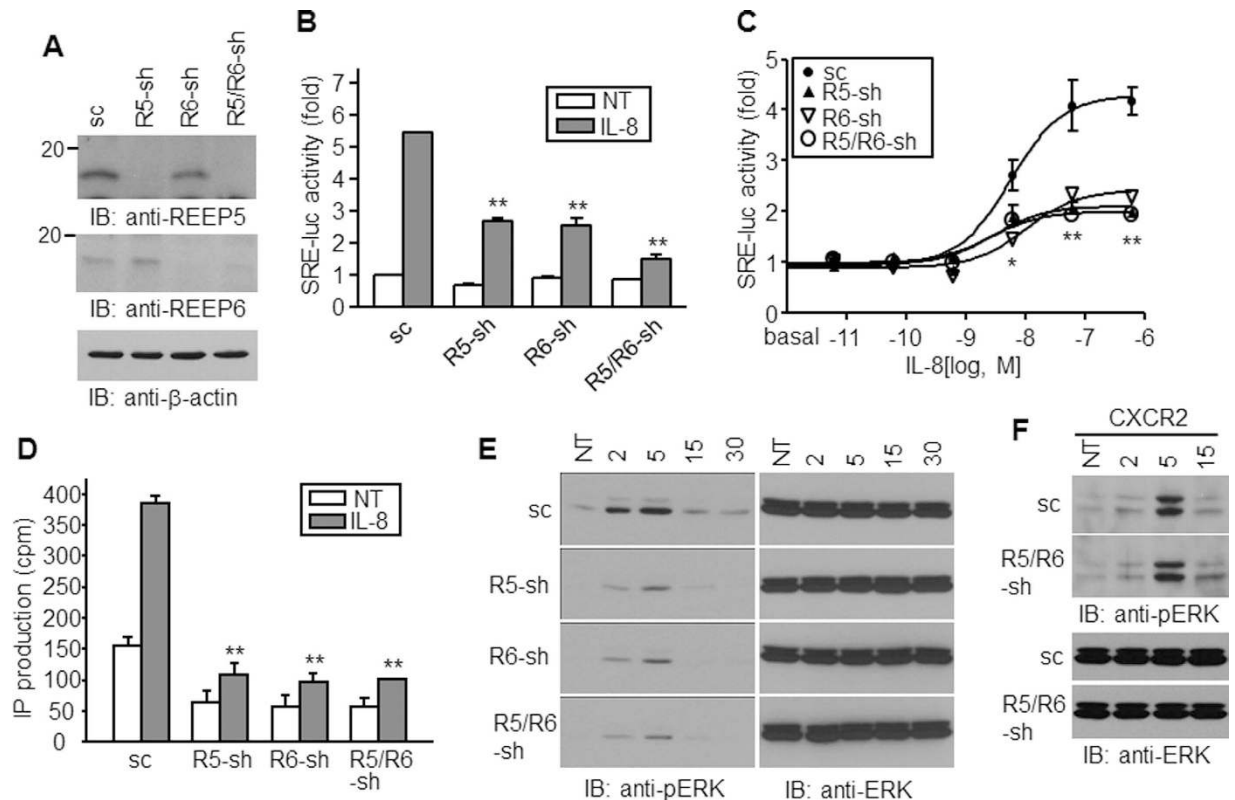 A
sc
R5-sh
R6-sh
R5/R6-sh
20
IB: anti-REEP5
20
IB: anti-REEP6
IB: anti-β-actin
B
SRE-luc activity (fold)
7
6
5
4
3
2
1
0
NT
IL-8
**
**
**
sc
R5-sh
R6-sh
R5/R6-sh
C
SRE-luc activity (fold)
5
4
3
2
1
0
sc
R5-sh
R6-sh
R5/R6-sh
*
**
**
basal -11 -10 -9 -8 -7 -6
IL-8[log, M]
D
IP production (cpm)
400
350
300
250
200
150
100
50
0
NT
IL-8
**
**
**
sc
R5-sh
R6-sh
R5/R6
-sh
E
NT 2 5 15 30
NT 2 5 15 30
sc
R5-sh
R6-sh
R5/R6
-sh
IB: anti-pERK
IB: anti-ERK
F
CXCR2
NT 2 5 15
sc
R5/R6
-sh
IB: anti-pERK
sc
R5/R6
-sh
IB: anti-ERK